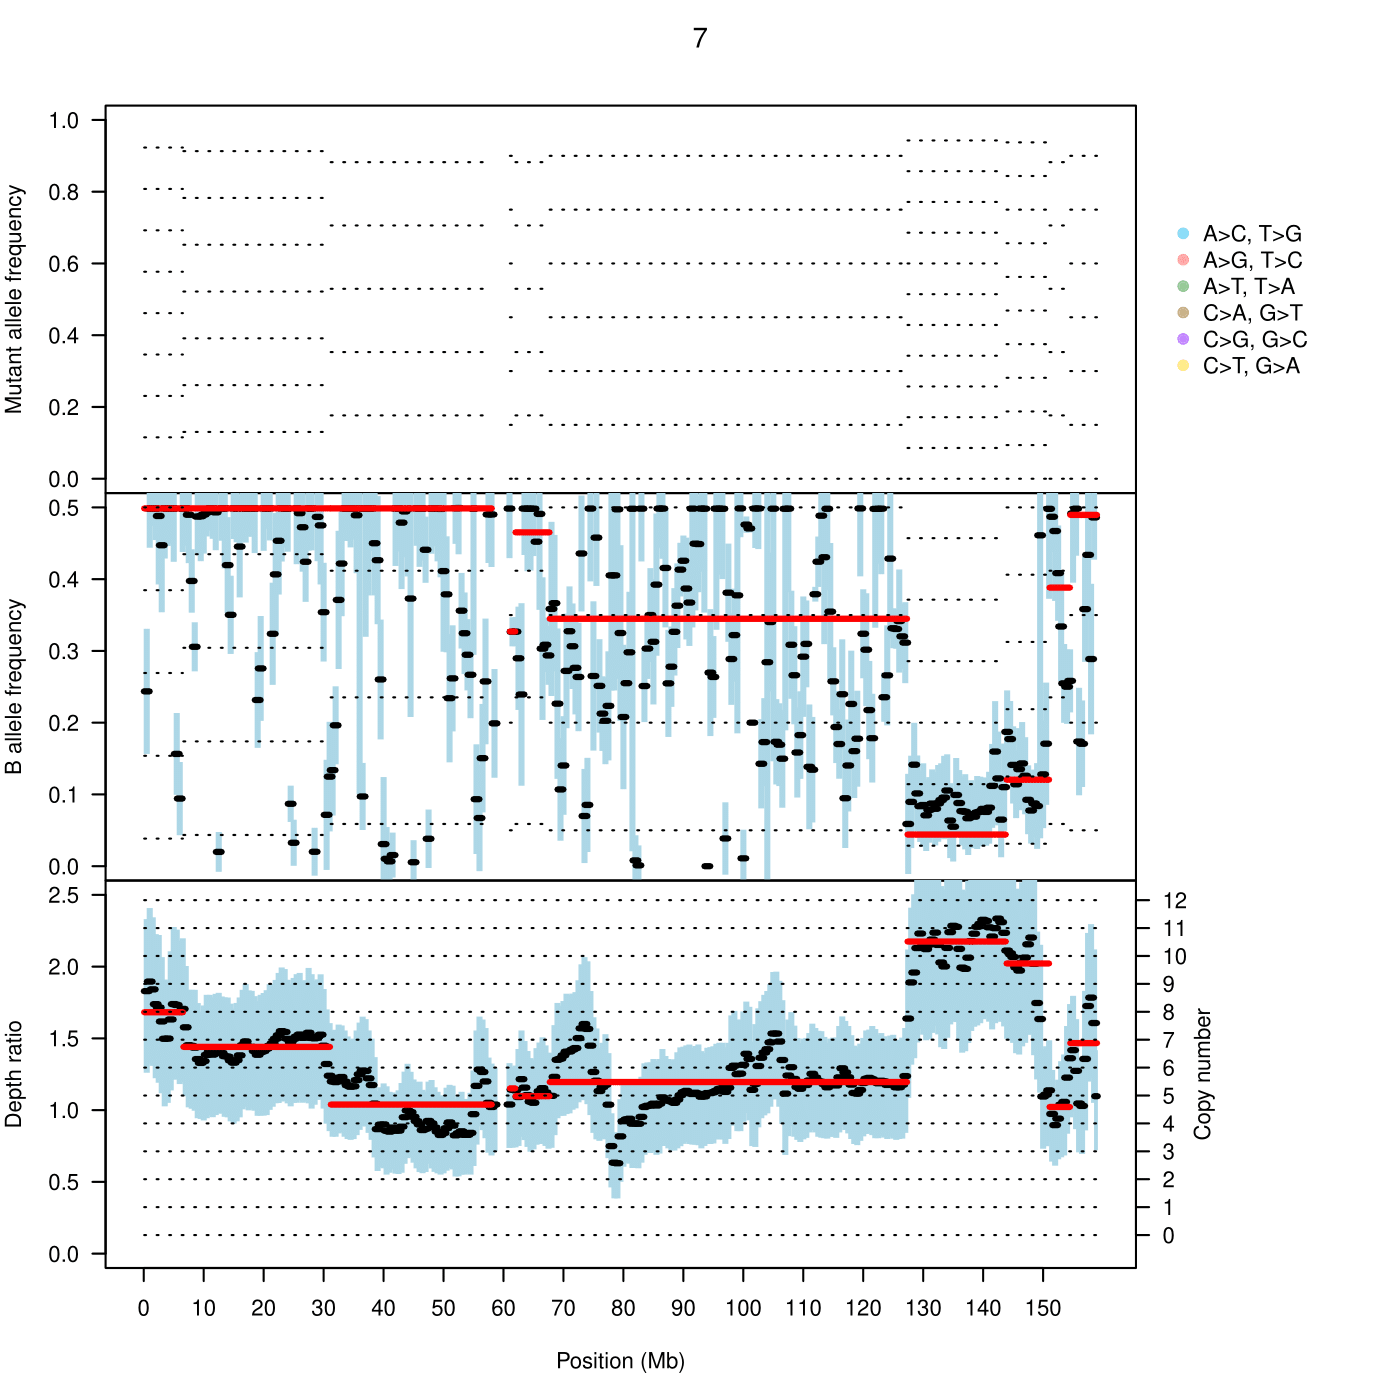 7
Mutant allele frequency
1.0
0.8
0.6
0.4
0.2
0.0
A>C, T>G
A>G, T>C
A>T, T>A
C>A, G>T
C>G, G>C
C>T, G>A
B allele frequency
0.5
0.4
0.3
0.2
0.1
0.0
Depth ratio
2.5
2.0
1.5
1.0
0.5
0.0
12
11
10
9
8
7
6
5
4
3
2
1
0
Copy number
0 10 20 30 40 50 60 70 80 90 100 110 120 130 140 150
Position (Mb)